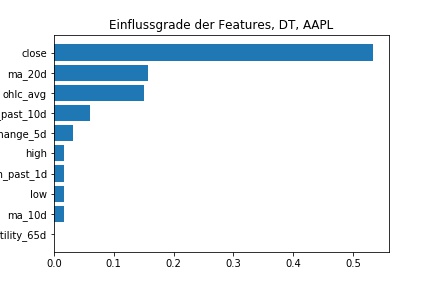 Einflussgrade der Features, DT, AAPL
close
ma_20d
ohlc_avg
_past_10d
hange_5d
high
n_past_1d
low
ma_10d
tility_65d
0.0 0.1 0.2 0.3 0.4 0.5